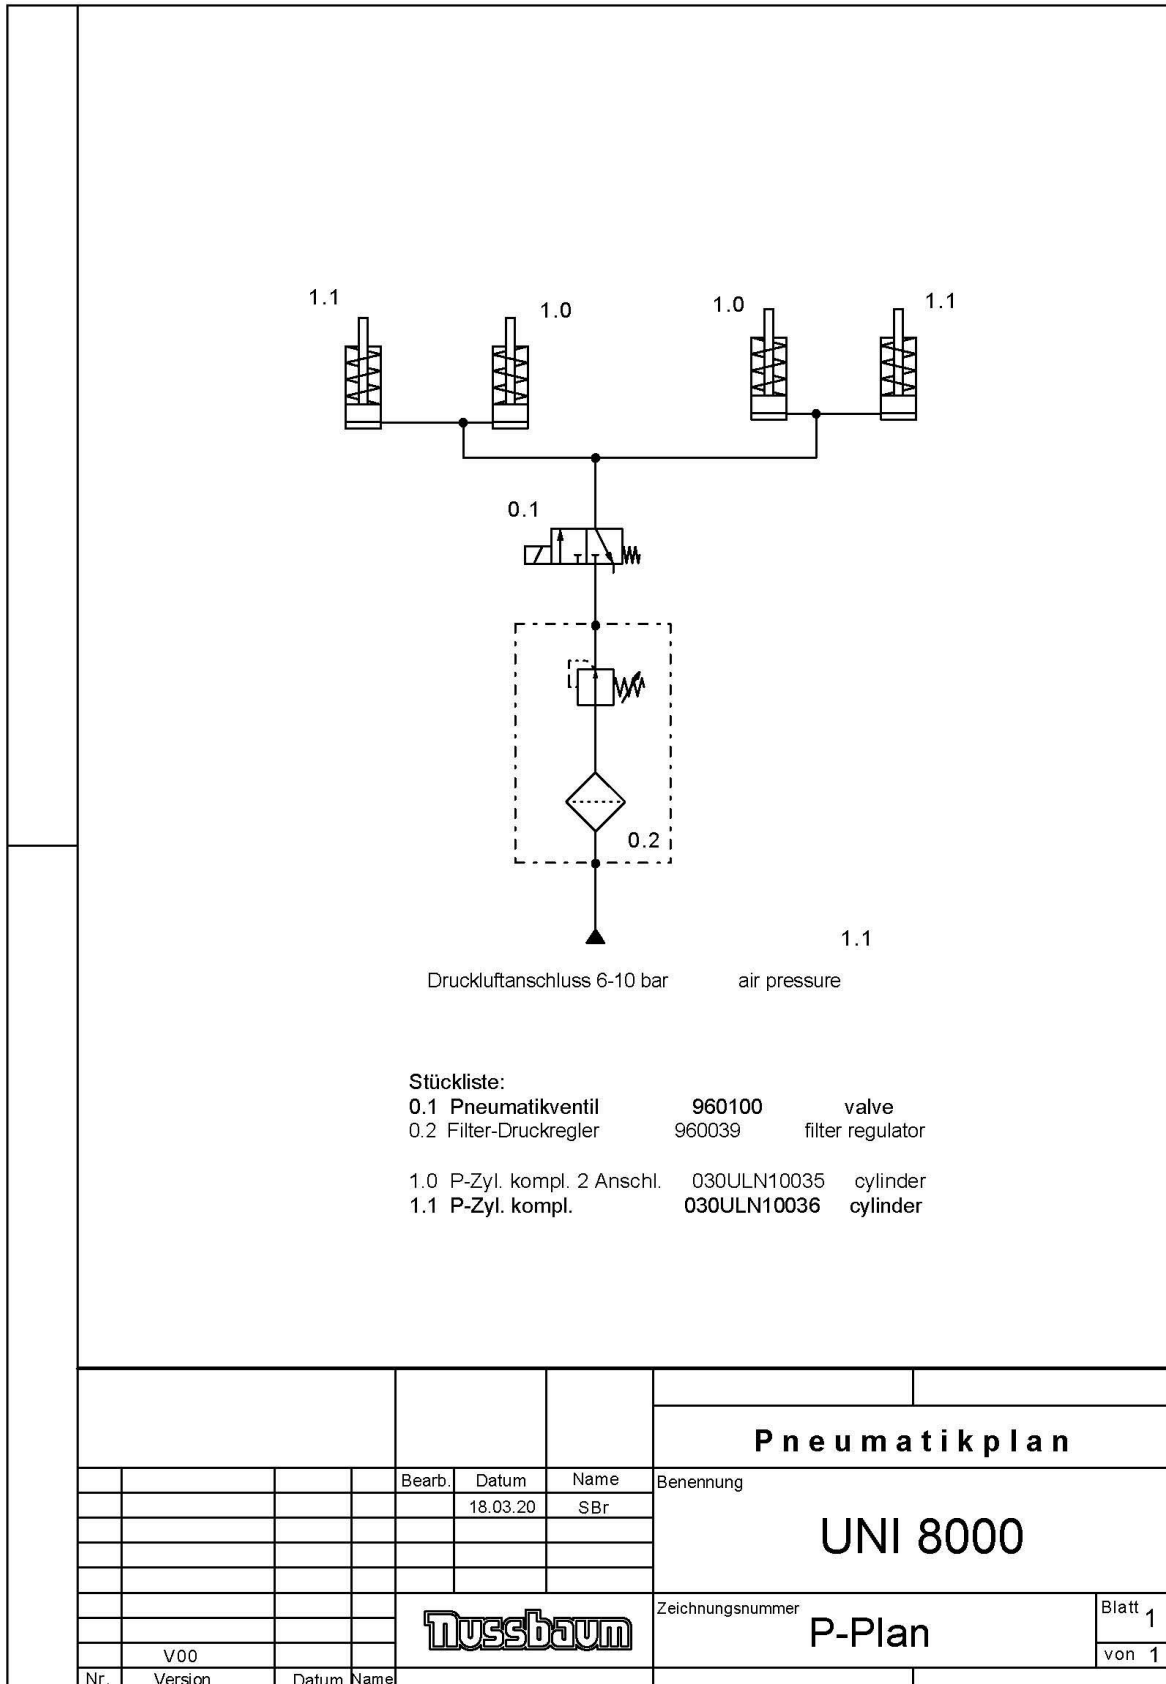 1.1
1.0
1.0
1.1
0.1
0.2
1.1
Druckluftanschluss 6-10 bar air pressure
Stückliste:
0.1 Pneumatikventil 960100 valve
0.2 Filter-Druckregler 960039 filter regulator
1.0 P-Zyl. kompl. 2 Anschl. 030ULN10035 cylinder
1.1 P-Zyl. kompl. 030ULN10036 cylinder
Pneumatikplan
Bearb. Datum Name Benennung
18.03.20 SBr
UNI 8000
Nussbaum
Zeichnungsnummer
P-Plan
Blatt 1
von 1
V00
Nr. Version Datum Name